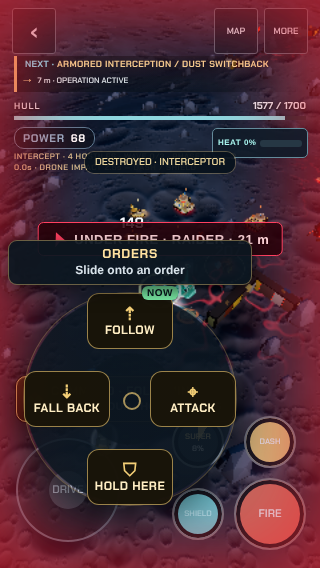 ‹
MAP
MORE
NEXT · ARMORED INTERCEPTION / DUST SWITCHBACK
→ 7 m · OPERATION ACTIVE
HULL
1577 / 1700
POWER 68
HEAT 0%
INTERCEPT · 4 HO
0.0s · DRONE IMP
DESTROYED · INTERCEPTOR
UNDER FIRE · RAIDER · 21 m
ORDERS
Slide onto an order
NOW
FOLLOW
FALL BACK
ATTACK
SUPER
0%
DASH
HOLD HERE
DRIVE
SHIELD
FIRE